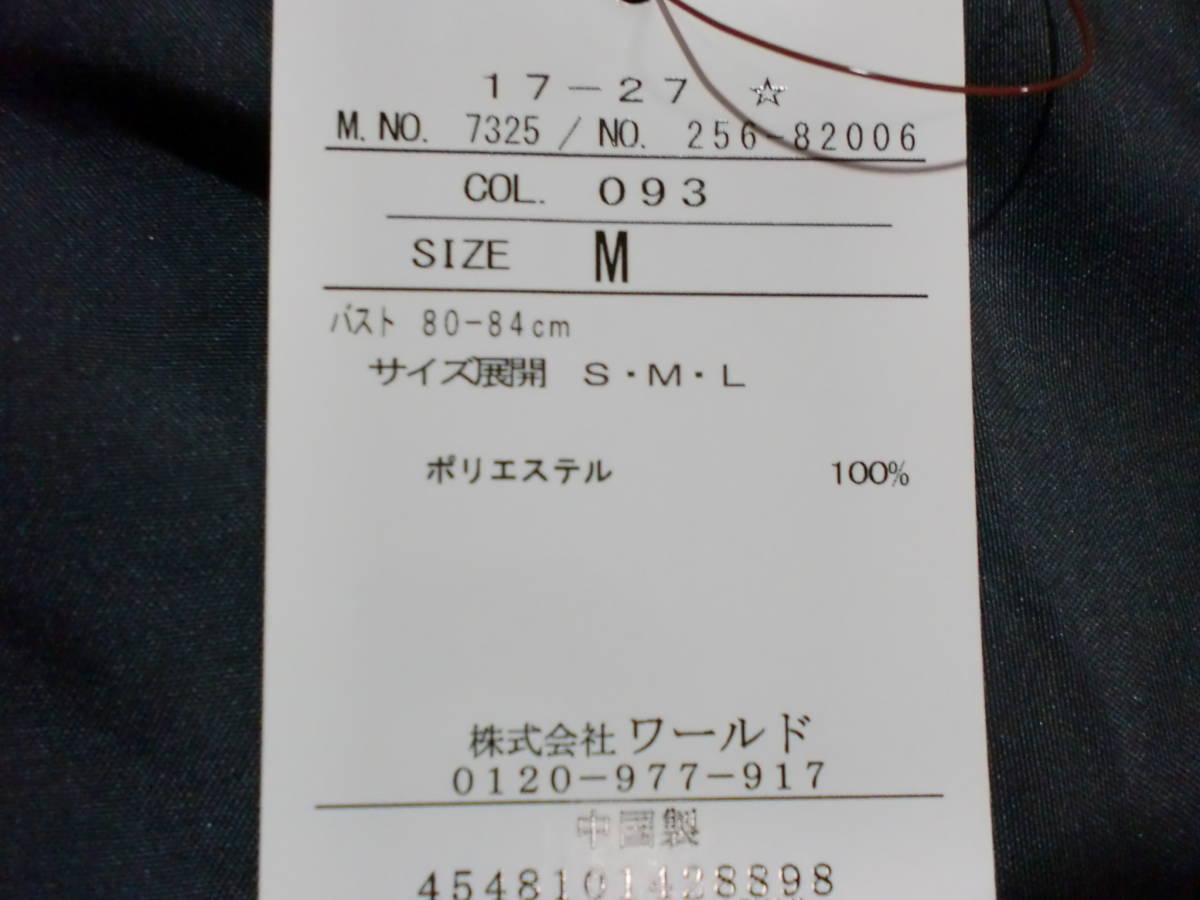 17-27 ☆
M.NO. 7325 / NO. 256-82006
COL. 093
SIZE M
バスト 80-84cm
サイズ展開 S・M・L
ポリエステル 100%
株式会社 ワールド
0120-977-917
中国製
4548101428898